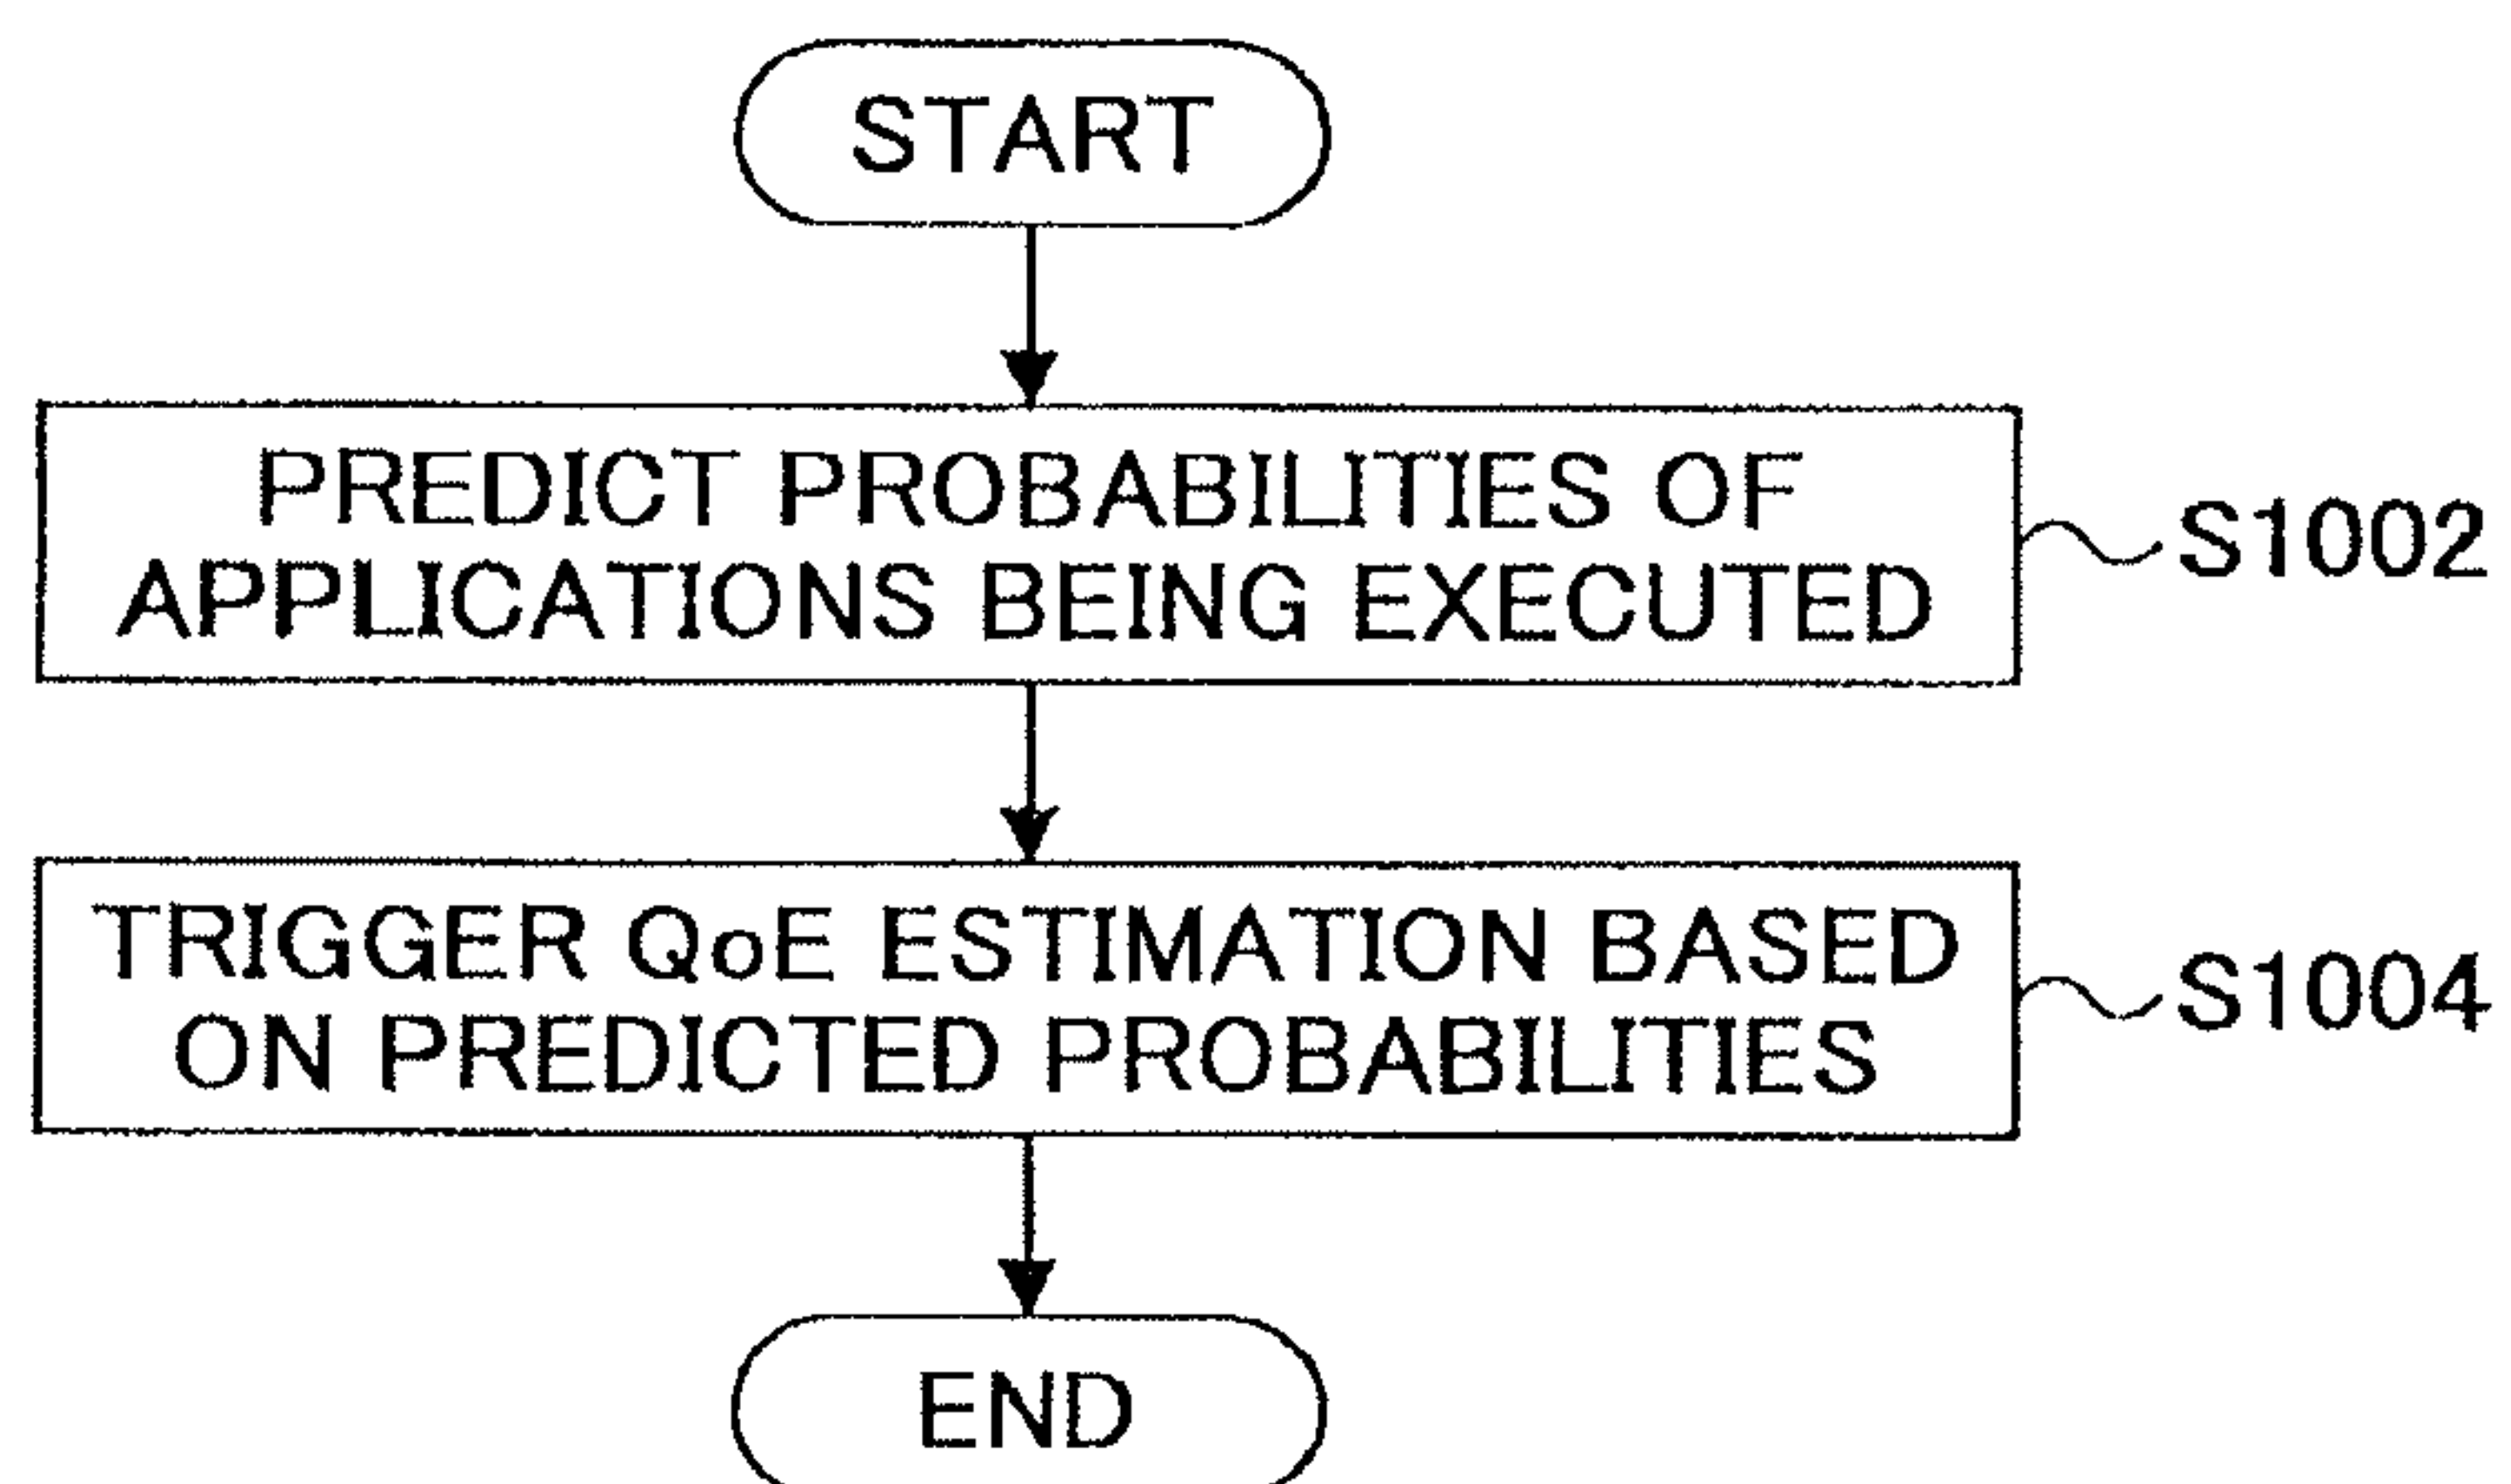 START
PREDICT PROBABILITIES OF
APPLICATIONS BEING EXECUTED
S1002
TRIGGER QoE ESTIMATION BASED
ON PREDICTED PROBABILITIES
S1004
END